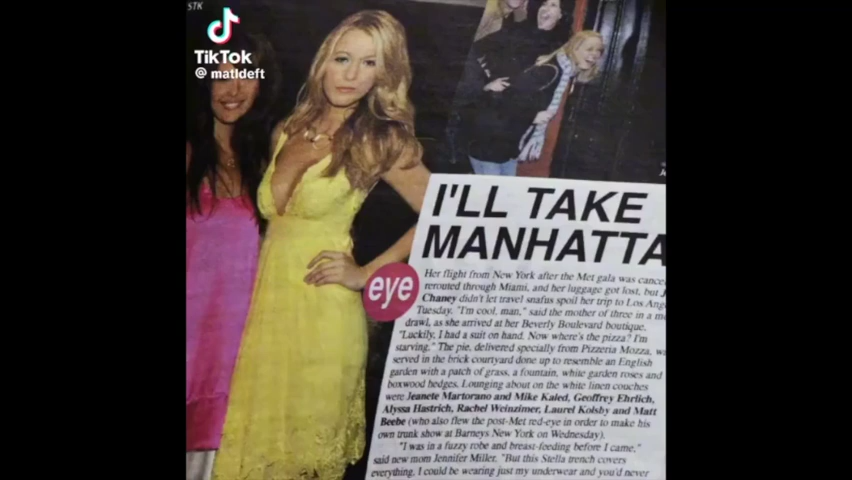 STK
TikTok
@ matldeft
I'LL TAKE
MANHATTA
eye
Her flight from New York after the Met gala was cance
rerouted through Miami, and her luggage got lost, but J
Chaney didn't let travel snafus spoil her trip to Los Ang
Tuesday. "I'm cool, man," said the mother of three in a mo
drawl, as she arrived at her Beverly Boulevard boutique.
"Luckily, I had a suit on hand. Now where's the pizza? I'm
starving." The pie, delivered specially from Pizzeria Mozza, w
served in the brick courtyard done up to resemble an English
garden with a patch of grass, a fountain, white garden roses and
boxwood hedges. Lounging about on the white linen couches
were Jeanete Martorano and Mike Kaled, Geoffrey Ehrlich,
Alyssa Hastrich, Rachel Weinzimer, Laurel Kolsby and Matt
Beebe (who also flew the post-Met red-eye in order to make his
own trunk show at Barneys New York on Wednesday).
"I was in a fuzzy robe and breast-feeding before I came,"
said new mom Jennifer Miller. "But this Stella trench covers
everything. I could be wearing just my underwear and you'd never